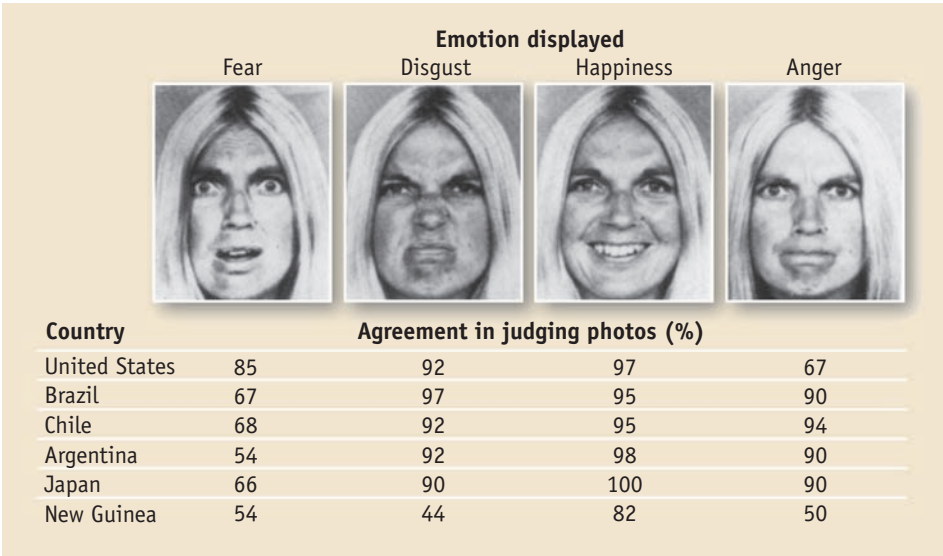 Emotion displayed
Fear Disgust Happiness Anger
Country Agreement in judging photos (%)
United States 85 92 97 67
Brazil 67 97 95 90
Chile 68 92 95 94
Argentina 54 92 98 90
Japan 66 90 100 90
New Guinea 54 44 82 50